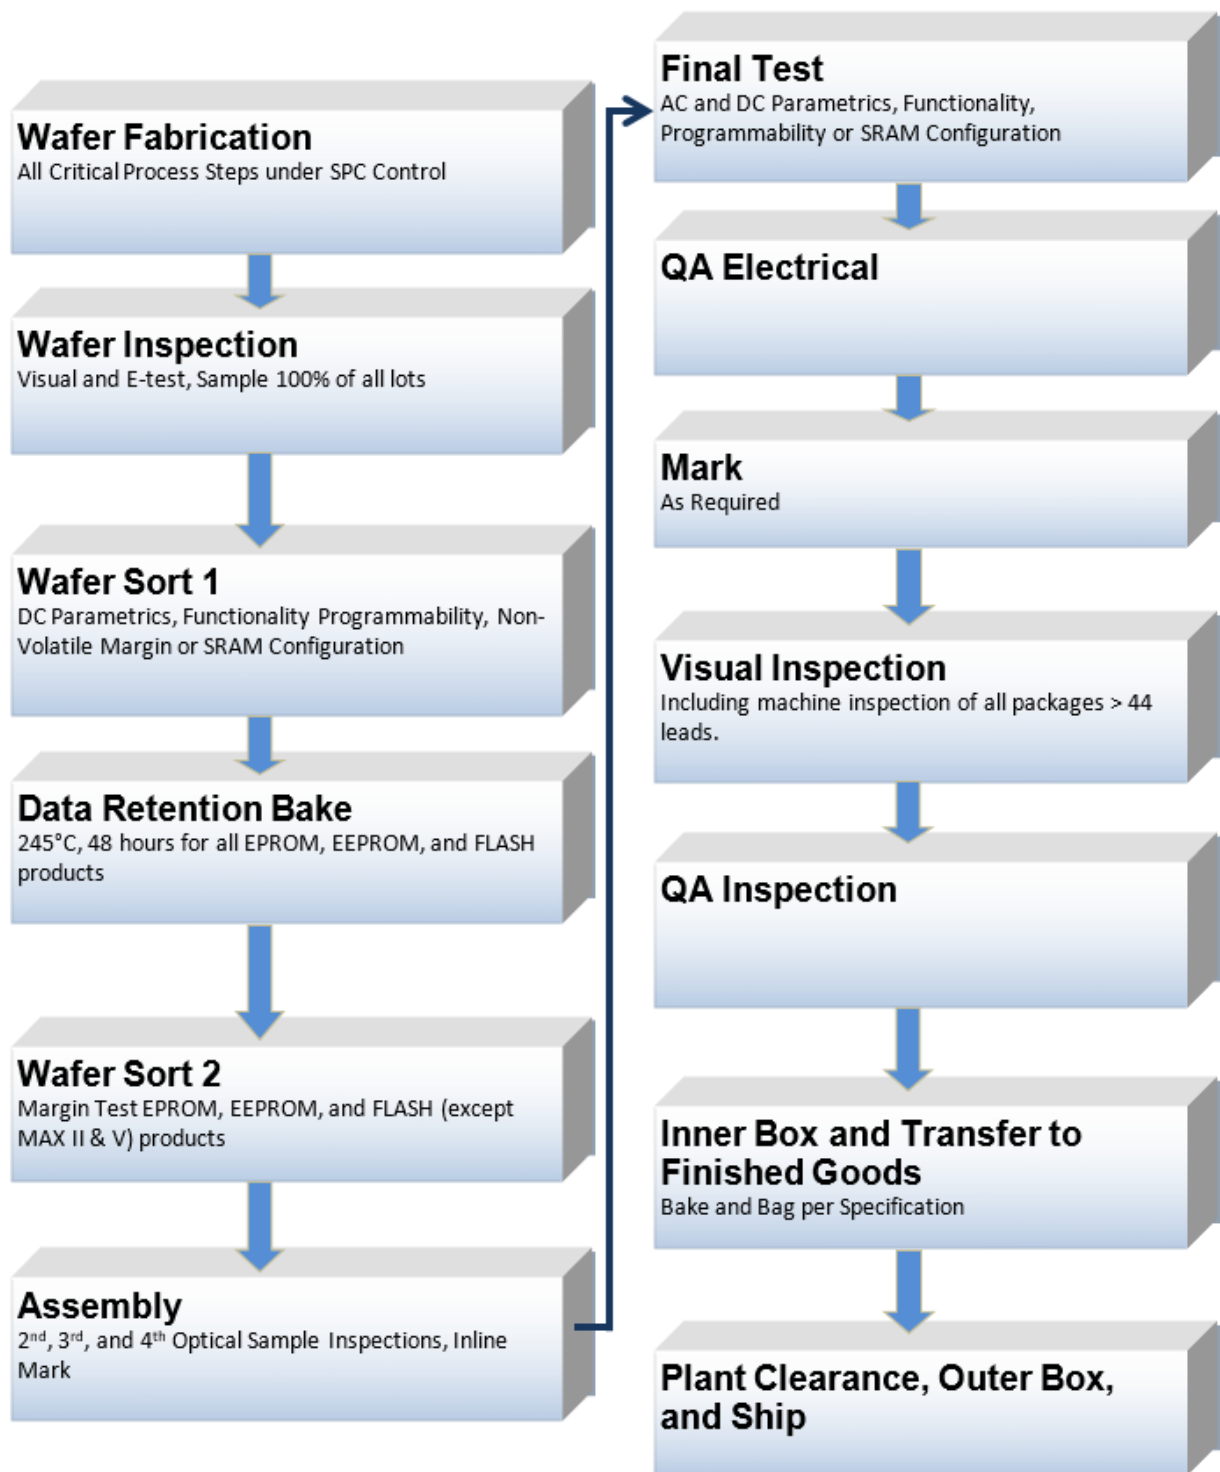 Wafer Fabrication
All Critical Process Steps under SPC Control
Wafer Inspection
Visual and E-test, Sample 100% of all lots
Wafer Sort 1
DC Parametrics, Functionality Programmability, Non-
Volatile Margin or SRAM Configuration
Data Retention Bake
245°C, 48 hours for all EPROM, EEPROM, and FLASH
products
Wafer Sort 2
Margin Test EPROM, EEPROM, and FLASH (except
MAX II & V) products
Assembly
2nd, 3rd, and 4th Optical Sample Inspections, Inline
Mark
Final Test
AC and DC Parametrics, Functionality,
Programmability or SRAM Configuration
QA Electrical
Mark
As Required
Visual Inspection
Including machine inspection of all packages > 44
leads.
QA Inspection
Inner Box and Transfer to
Finished Goods
Bake and Bag per Specification
Plant Clearance, Outer Box,
and Ship